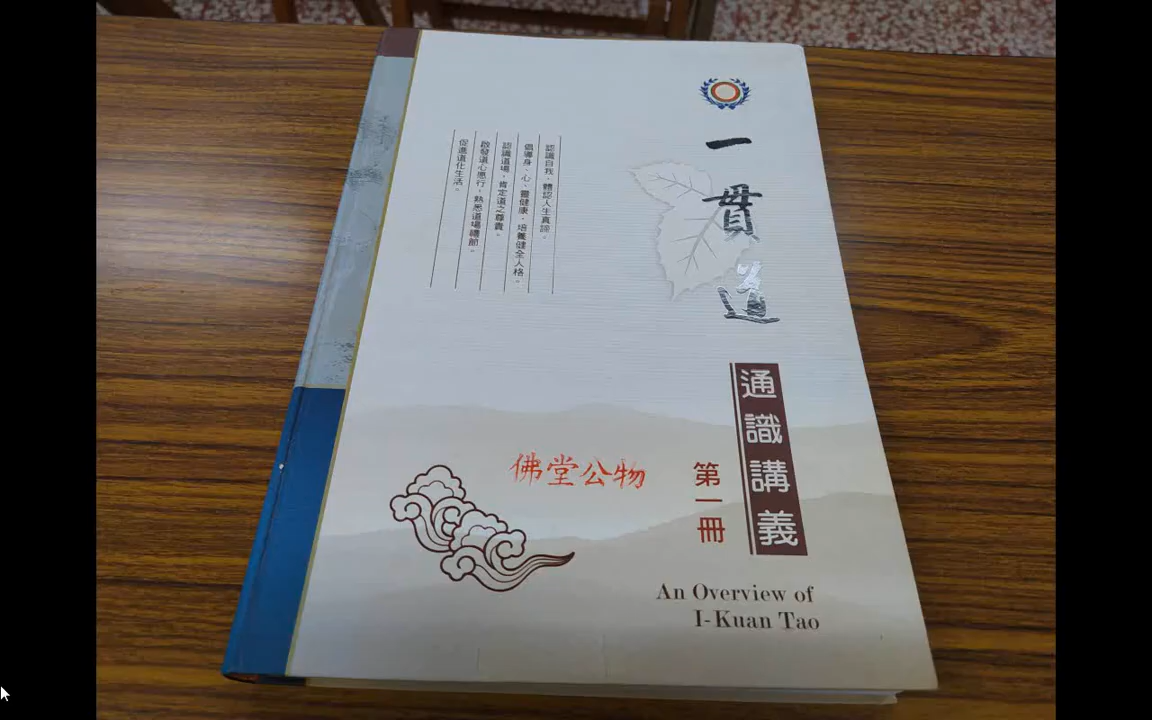 一貫道
通識講義
第一冊
認識自我，體認人生真諦。
倡導身、心、靈健康，培養健全人格。
認識道場，肯定道之尊貴。
啟發道心愿行，熟悉道場禮節。
促進道化生活。
佛堂公物
An Overview of
I-Kuan Tao